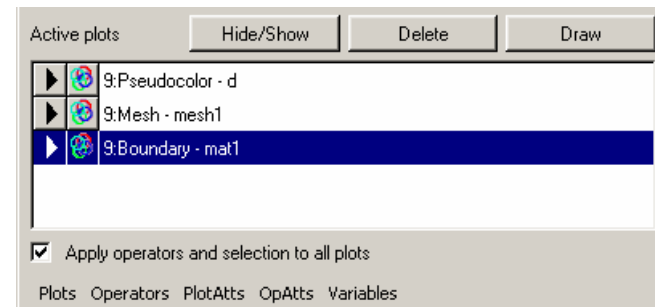 Active plots Hide/Show Delete Draw
9:Pseudocolor - d
9:Mesh - mesh1
9:Boundary - mat1
Apply operators and selection to all plots
Plots Operators PlotAtts OpAtts Variables